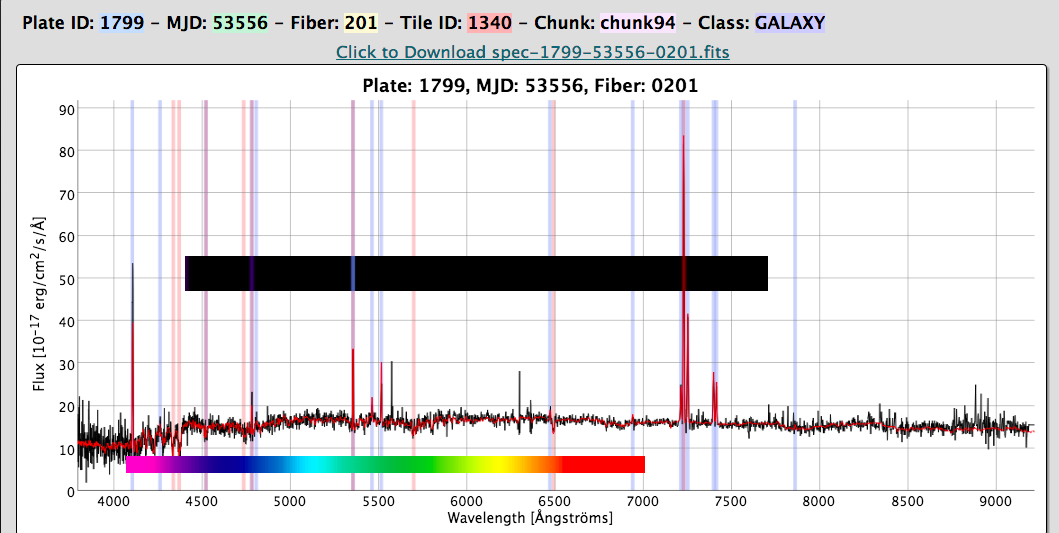 Plate ID: 1799 – MJD: 53556 – Fiber: 201 – Tile ID: 1340 – Chunk: chunk94 – Class: GALAXY
Click to Download spec-1799-53556-0201.fits
Plate: 1799, MJD: 53556, Fiber: 0201
90
80
70
60
50
40
30
20
10
0
Flux [10⁻¹⁷ erg/cm²/s/Å]
4000 4500 5000 5500 6000 6500 7000 7500 8000 8500 9000
Wavelength [Ångströms]